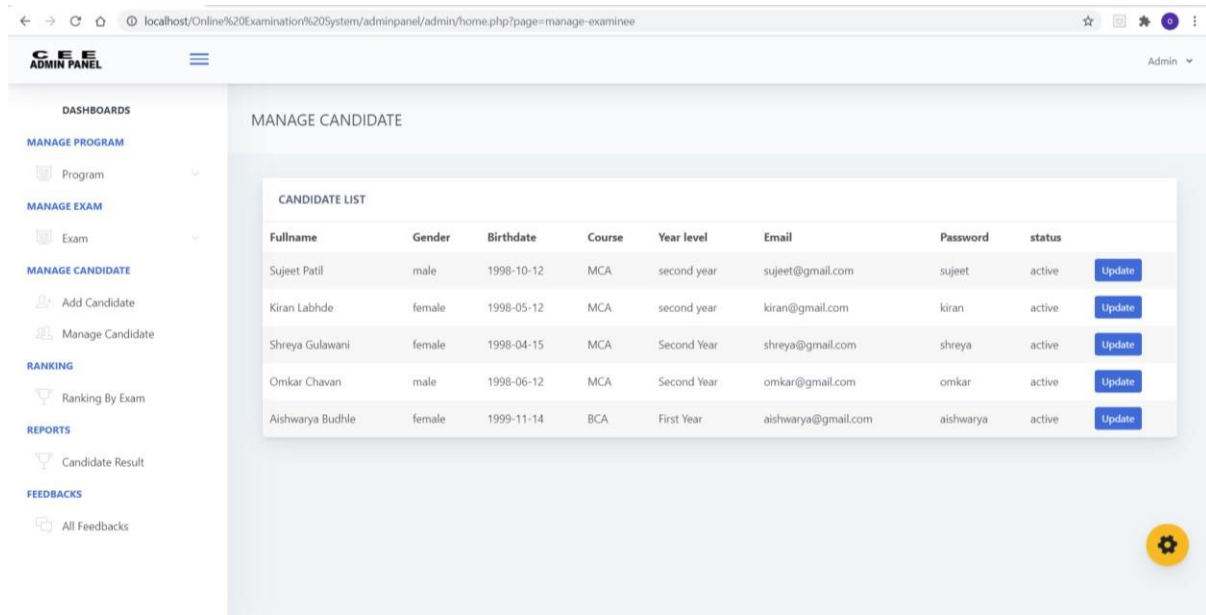 localhost/Online%20Examination%20System/adminpanel/admin/home.php?page=manage-examinee
O
C E E
ADMIN PANEL
Admin
DASHBOARDS
MANAGE PROGRAM
Program
MANAGE EXAM
Exam
MANAGE CANDIDATE
Add Candidate
Manage Candidate
RANKING
Ranking By Exam
REPORTS
Candidate Result
FEEDBACKS
All Feedbacks
MANAGE CANDIDATE
CANDIDATE LIST
Fullname Gender Birthdate Course Year level Email Password status
Sujeet Patil male 1998-10-12 MCA second year sujeet@gmail.com sujeet active Update
Kiran Labhde female 1998-05-12 MCA second year kiran@gmail.com kiran active Update
Shreya Gulawani female 1998-04-15 MCA Second Year shreya@gmail.com shreya active Update
Omkar Chavan male 1998-06-12 MCA Second Year omkar@gmail.com omkar active Update
Aishwarya Budhle female 1999-11-14 BCA First Year aishwarya@gmail.com aishwarya active Update